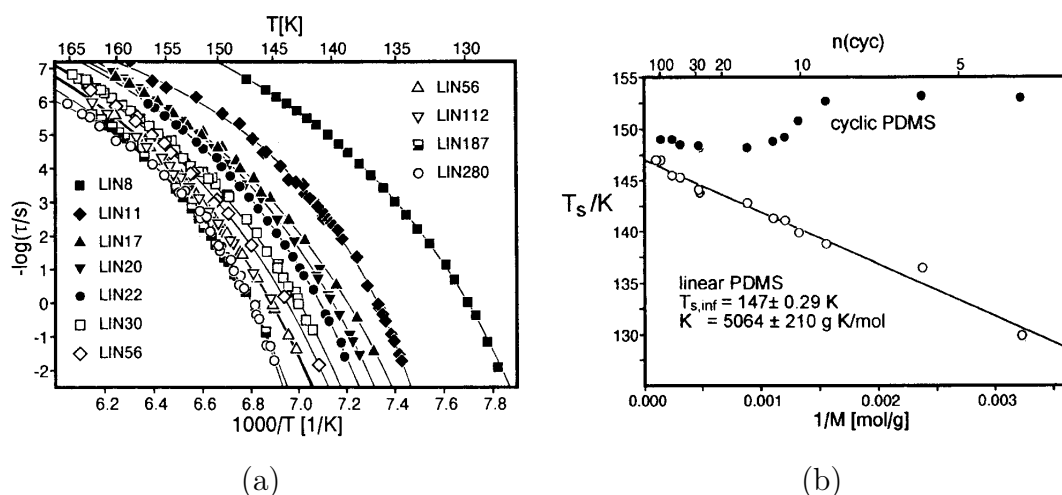 T[K]
165 160 155 150 145 140 135 130
7
6
5
4
3
2
1
0
-1
-2
-log(τ/s)
LIN8
LIN11
LIN17
LIN20
LIN22
LIN30
LIN56
LIN56
LIN112
LIN187
LIN280
6.2 6.4 6.6 6.8 7.0 7.2 7.4 7.6 7.8
1000/T [1/K]
(a)
n(cyc)
100 30 20 10 5
155
150
145
140
135
130
Ts/K
cyclic PDMS
linear PDMS
Ts,inf = 147± 0.29 K
K = 5064 ± 210 g K/mol
0.000 0.001 0.002 0.003
1/M [mol/g]
(b)